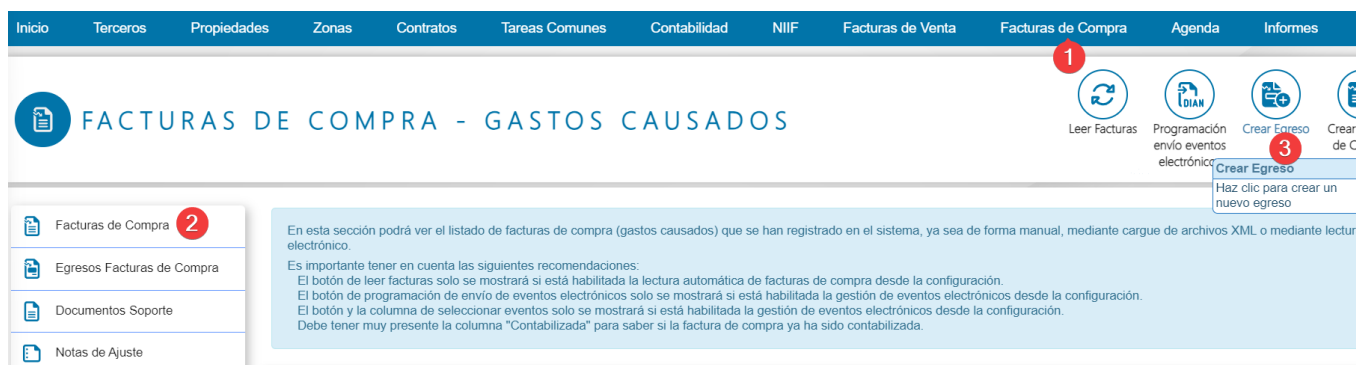 Inicio Terceros Propiedades Zonas Contratos Tareas Comunes Contabilidad NIIF Facturas de Venta Facturas de Compra Agenda Informes
1
FACTURAS DE COMPRA - GASTOS CAUSADOS
DIAN
Leer Facturas
Programación
envío eventos
electrónic
Crear Egreso
Crear
de C
3
Crear Egreso
Haz clic para crear un
nuevo egreso
Facturas de Compra 2
Egresos Facturas de Compra
Documentos Soporte
Notas de Ajuste
En esta sección podrá ver el listado de facturas de compra (gastos causados) que se han registrado en el sistema, ya sea de forma manual, mediante cargue de archivos XML o mediante lectur
electrónico.
Es importante tener en cuenta las siguientes recomendaciones:
El botón de leer facturas solo se mostrará si está habilitada la lectura automática de facturas de compra desde la configuración.
El botón de programación de envío de eventos electrónicos solo se mostrará si está habilitada la gestión de eventos electrónicos desde la configuración.
El botón y la columna de seleccionar eventos solo se mostrará si está habilitada la gestión de eventos electrónicos desde la configuración.
Debe tener muy presente la columna "Contabilizada" para saber si la factura de compra ya ha sido contabilizada.